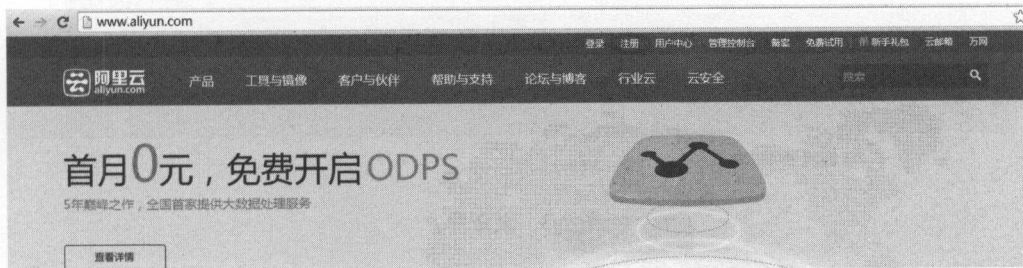 www.aliyun.com
登录 注册 用户中心 管理控制台 备案 免费试用 新手礼包 云邮箱 万网
阿里云
aliyun.com
产品 工具与镜像 客户与伙伴 帮助与支持 论坛与博客 行业云 云安全 搜索
首月0元，免费开启ODPS
5年巅峰之作，全国首家提供大数据处理服务
查看详情